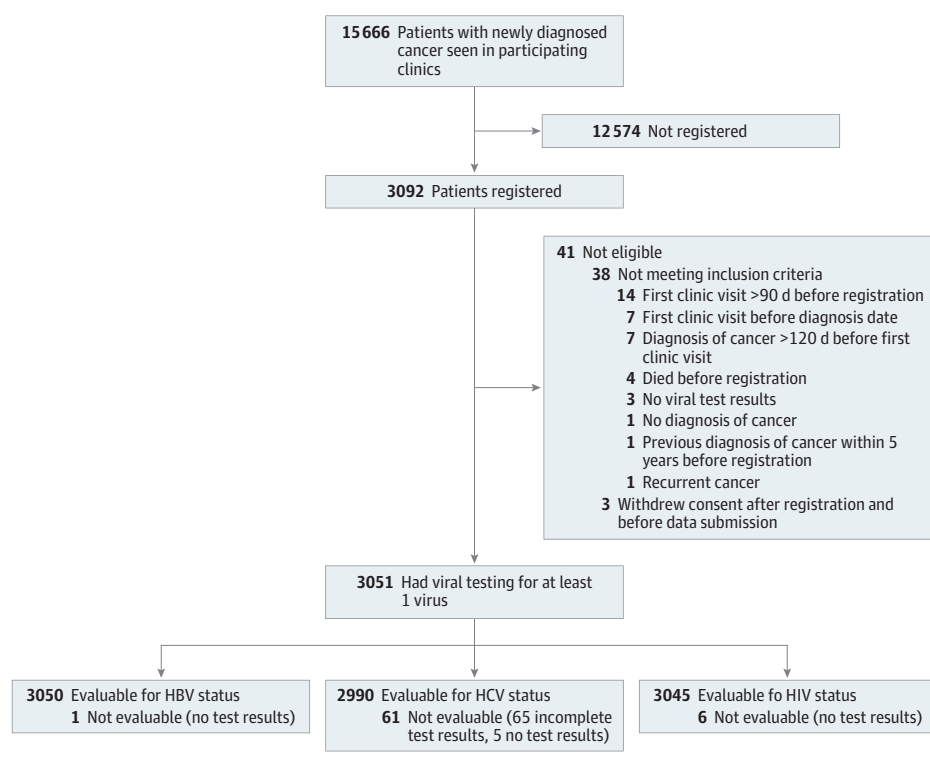 15 666 Patients with newly diagnosed
cancer seen in participating
clinics
12 574 Not registered
3092 Patients registered
41 Not eligible
38 Not meeting inclusion criteria
14 First clinic visit >90 d before registration
7 First clinic visit before diagnosis date
7 Diagnosis of cancer >120 d before first
clinic visit
4 Died before registration
3 No viral test results
1 No diagnosis of cancer
1 Previous diagnosis of cancer within 5
years before registration
1 Recurrent cancer
3 Withdrew consent after registration and
before data submission
3051 Had viral testing for at least
1 virus
3050 Evaluable for HBV status
1 Not evaluable (no test results)
2990 Evaluable for HCV status
61 Not evaluable (65 incomplete
test results, 5 no test results)
3045 Evaluable fo HIV status
6 Not evaluable (no test results)